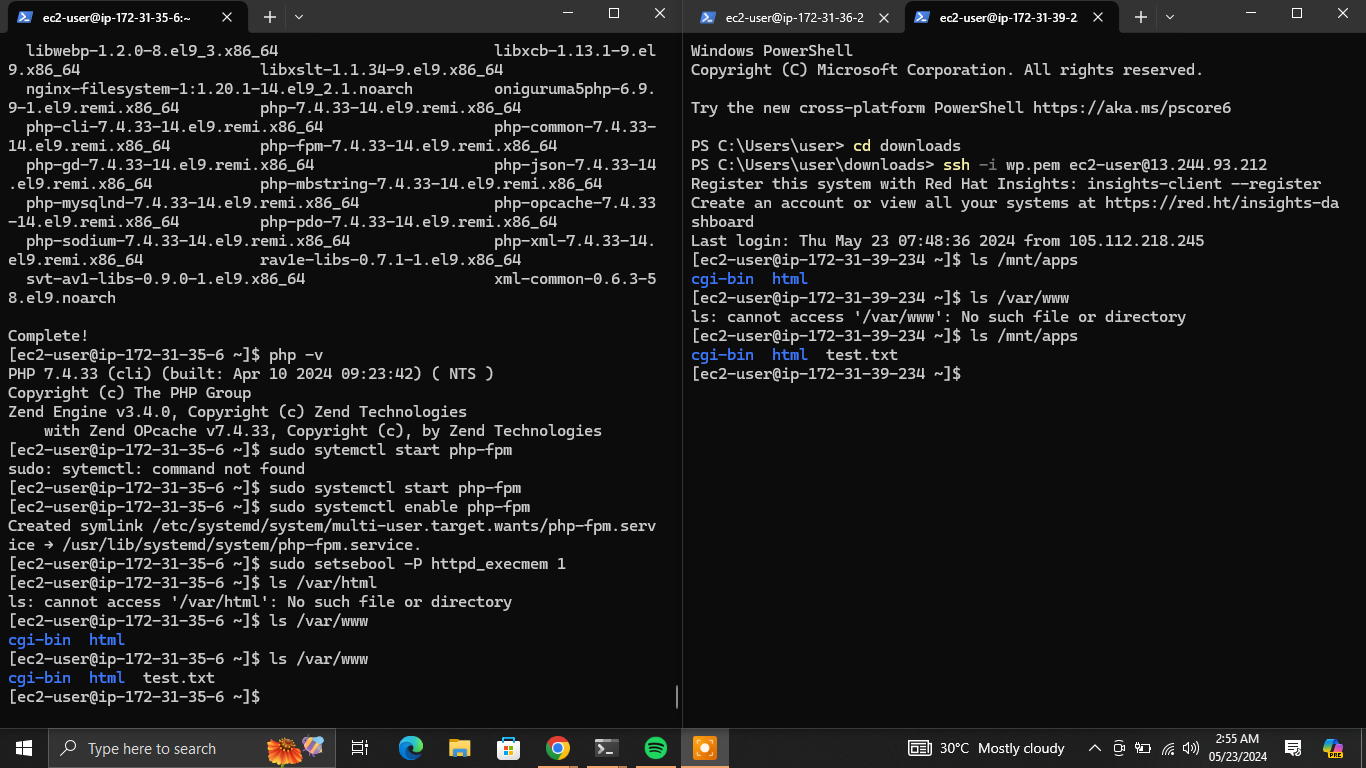 ec2-user@ip-172-31-35-6:~
libwebp-1.2.0-8.el9_3.x86_64 libxcb-1.13.1-9.el
9.x86_64 libxslt-1.1.34-9.el9.x86_64
nginx-filesystem-1:1.20.1-14.el9_2.1.noarch oniguruma5php-6.9.
9-1.el9.remi.x86_64 php-7.4.33-14.el9.remi.x86_64
php-cli-7.4.33-14.el9.remi.x86_64 php-common-7.4.33-
14.el9.remi.x86_64 php-fpm-7.4.33-14.el9.remi.x86_64
php-gd-7.4.33-14.el9.remi.x86_64 php-json-7.4.33-14
.el9.remi.x86_64 php-mbstring-7.4.33-14.el9.remi.x86_64
php-mysqlnd-7.4.33-14.el9.remi.x86_64 php-opcache-7.4.33
-14.el9.remi.x86_64 php-pdo-7.4.33-14.el9.remi.x86_64
php-sodium-7.4.33-14.el9.remi.x86_64 php-xml-7.4.33-14.
el9.remi.x86_64 rav1e-libs-0.7.1-1.el9.x86_64
svt-av1-libs-0.9.0-1.el9.x86_64 xml-common-0.6.3-5
8.el9.noarch
Complete!
[ec2-user@ip-172-31-35-6 ~]$ php -v
PHP 7.4.33 (cli) (built: Apr 10 2024 09:23:42) ( NTS )
Copyright (c) The PHP Group
Zend Engine v3.4.0, Copyright (c) Zend Technologies
with Zend OPcache v7.4.33, Copyright (c), by Zend Technologies
[ec2-user@ip-172-31-35-6 ~]$ sudo sytemctl start php-fpm
sudo: sytemctl: command not found
[ec2-user@ip-172-31-35-6 ~]$ sudo systemctl start php-fpm
[ec2-user@ip-172-31-35-6 ~]$ sudo systemctl enable php-fpm
Created symlink /etc/systemd/system/multi-user.target.wants/php-fpm.serv
ice → /usr/lib/systemd/system/php-fpm.service.
[ec2-user@ip-172-31-35-6 ~]$ sudo setsebool -P httpd_execmem 1
[ec2-user@ip-172-31-35-6 ~]$ ls /var/html
ls: cannot access '/var/html': No such file or directory
[ec2-user@ip-172-31-35-6 ~]$ ls /var/www
cgi-bin html
[ec2-user@ip-172-31-35-6 ~]$ ls /var/www
cgi-bin html test.txt
[ec2-user@ip-172-31-35-6 ~]$
ec2-user@ip-172-31-36-2
ec2-user@ip-172-31-39-2
Windows PowerShell
Copyright (C) Microsoft Corporation. All rights reserved.
Try the new cross-platform PowerShell https://aka.ms/pscore6
PS C:\Users\user> cd downloads
PS C:\Users\user\downloads> ssh -i wp.pem ec2-user@13.244.93.212
Register this system with Red Hat Insights: insights-client --register
Create an account or view all your systems at https://red.ht/insights-da
shboard
Last login: Thu May 23 07:48:36 2024 from 105.112.218.245
[ec2-user@ip-172-31-39-234 ~]$ ls /mnt/apps
cgi-bin html
[ec2-user@ip-172-31-39-234 ~]$ ls /var/www
ls: cannot access '/var/www': No such file or directory
[ec2-user@ip-172-31-39-234 ~]$ ls /mnt/apps
cgi-bin html test.txt
[ec2-user@ip-172-31-39-234 ~]$
Type here to search
30°C Mostly cloudy
2:55 AM
05/23/2024
PRE